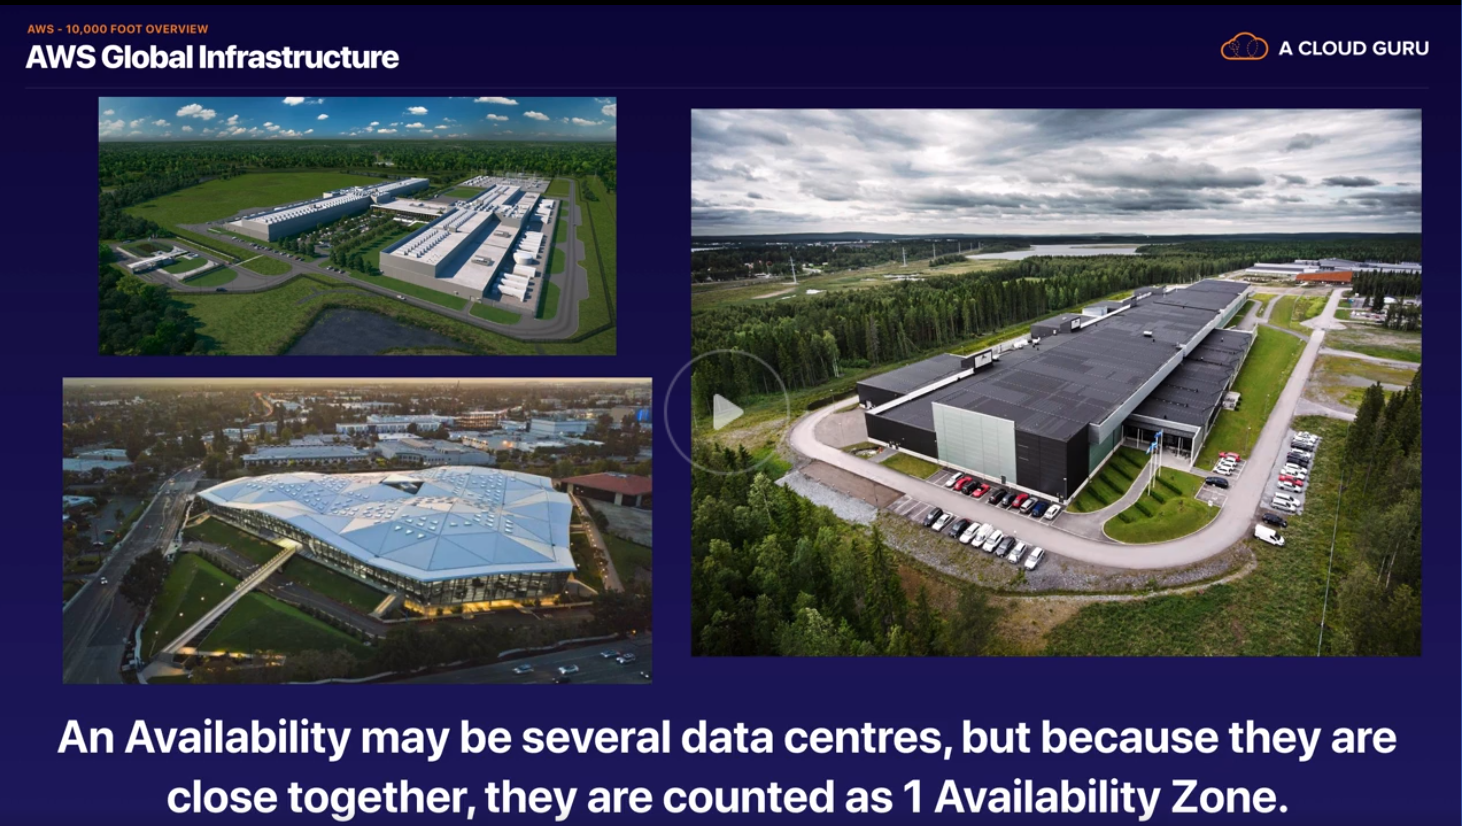 AWS - 10,000 FOOT OVERVIEW
AWS Global Infrastructure
A CLOUD GURU
An Availability may be several data centres, but because they are
close together, they are counted as 1 Availability Zone.